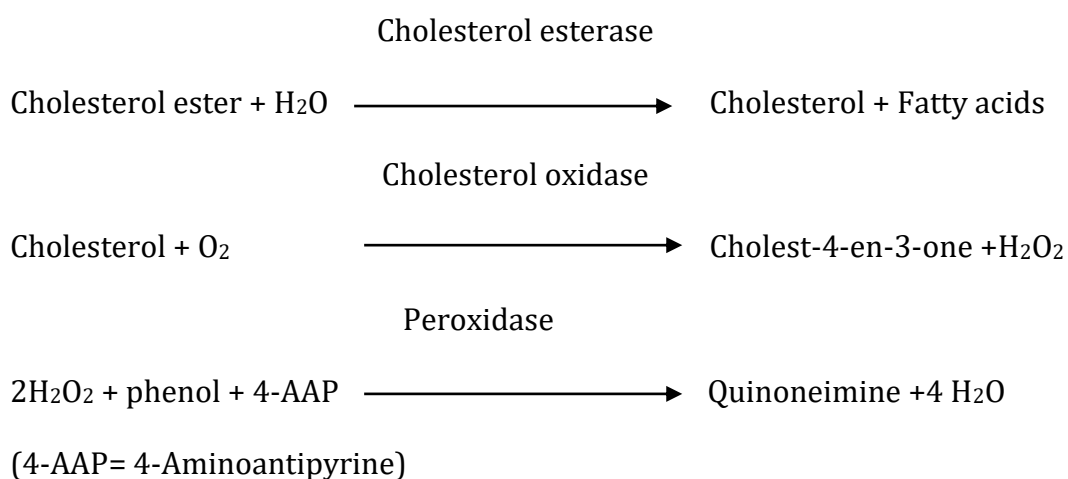 Cholesterol esterase
Cholesterol ester + H2O Cholesterol + Fatty acids
Cholesterol oxidase
Cholesterol + O2 Cholest-4-en-3-one +H2O2
Peroxidase
2H2O2 + phenol + 4-AAP Quinoneimine +4 H2O
(4-AAP= 4-Aminoantipyrine)